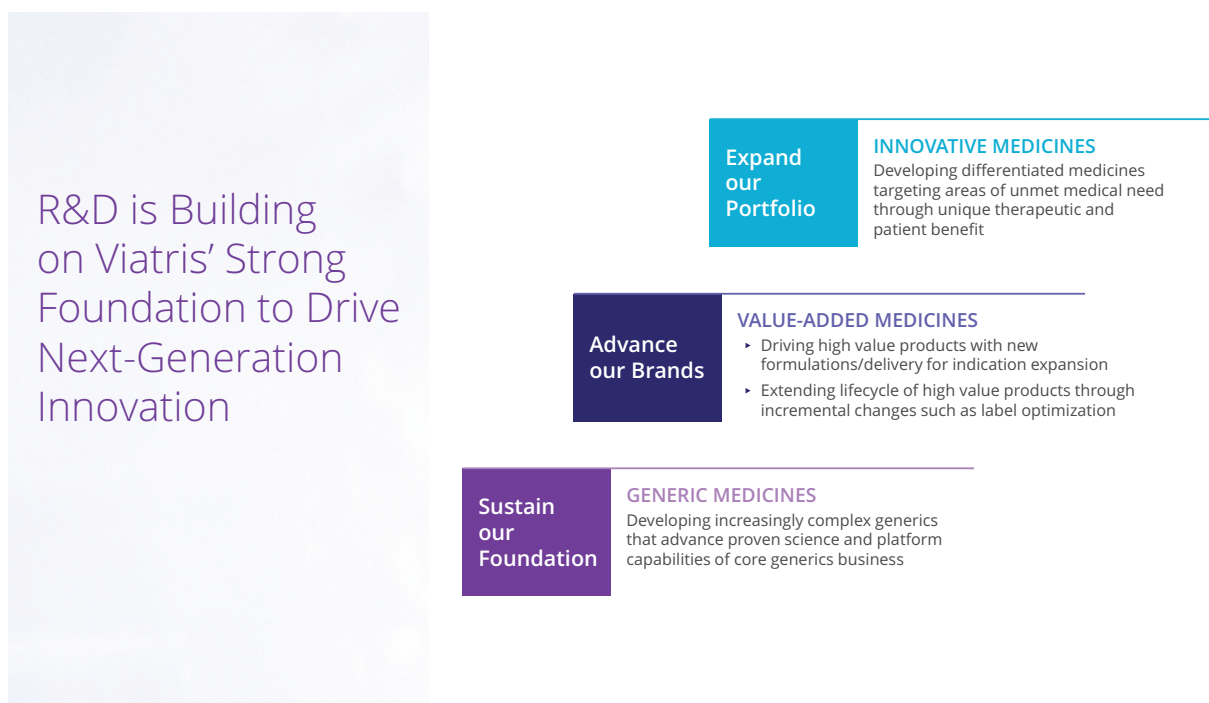 R&D is Building
on Viatris’ Strong
Foundation to Drive
Next-Generation
Innovation
Expand
our
Portfolio
INNOVATIVE MEDICINES
Developing differentiated medicines
targeting areas of unmet medical need
through unique therapeutic and
patient benefit
Advance
our Brands
VALUE-ADDED MEDICINES
‣ Driving high value products with new
formulations/delivery for indication expansion
‣ Extending lifecycle of high value products through
incremental changes such as label optimization
Sustain
our
Foundation
GENERIC MEDICINES
Developing increasingly complex generics
that advance proven science and platform
capabilities of core generics business